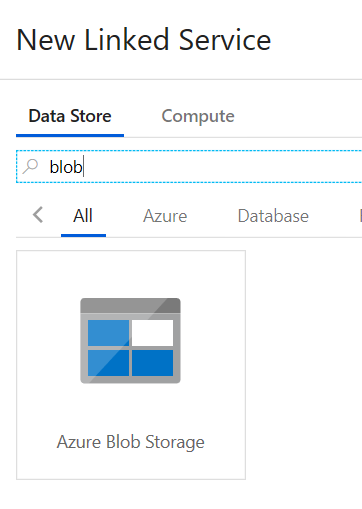 New Linked Service
Data Store Compute
blob
All Azure Database
Azure Blob Storage